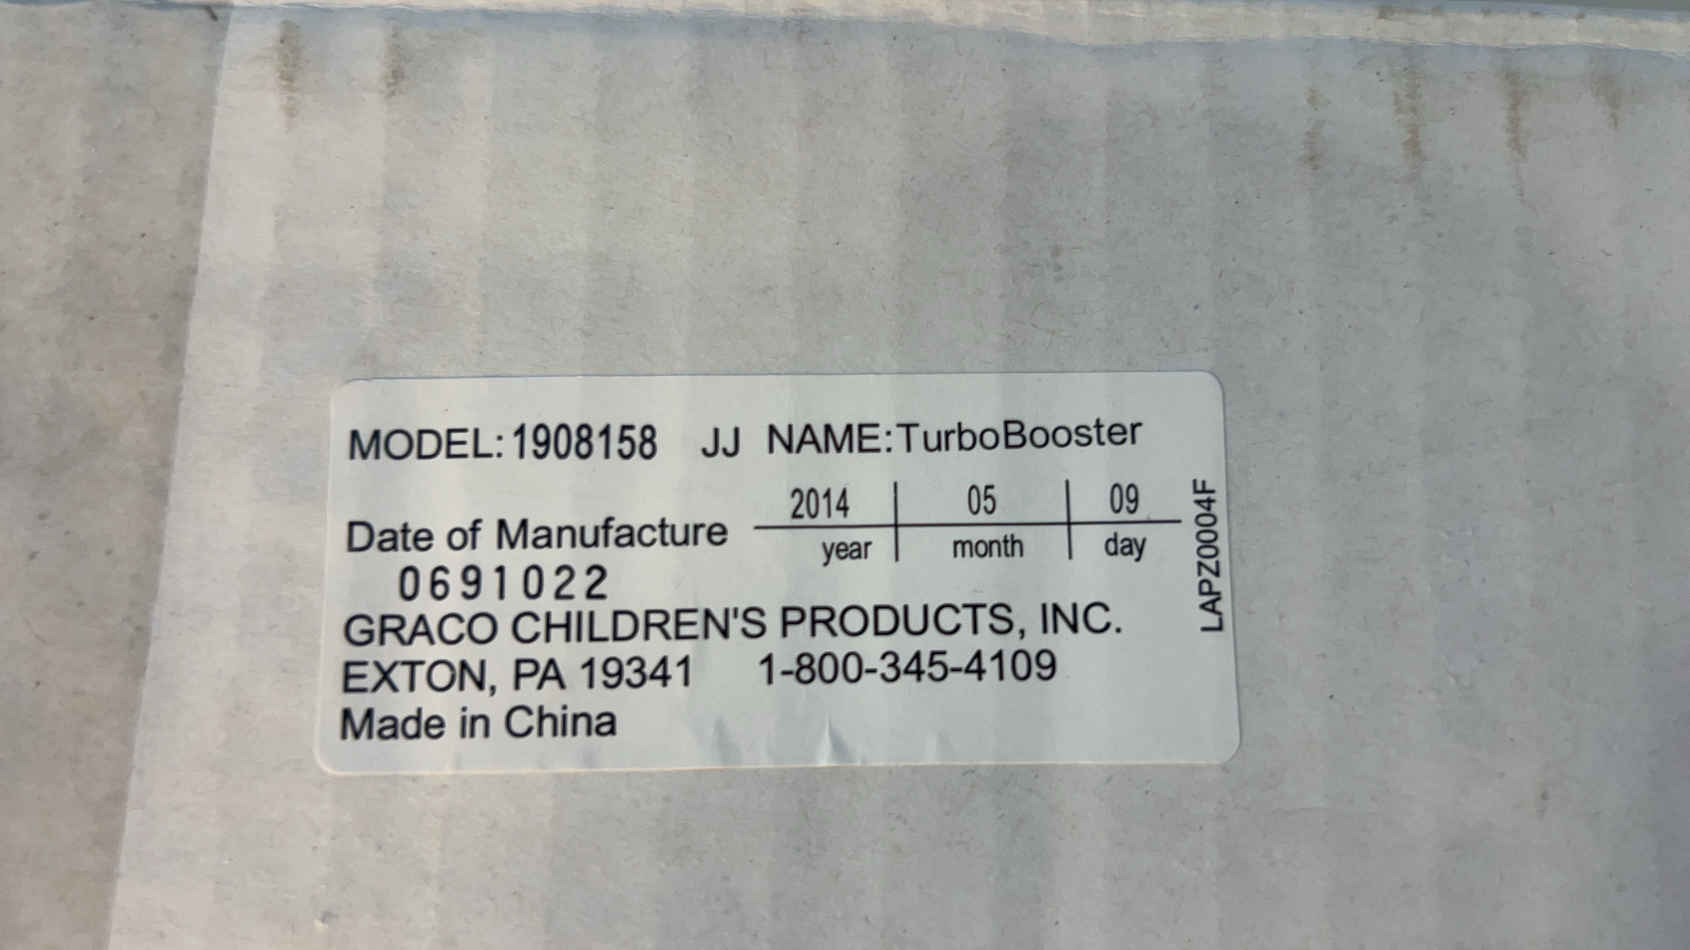 MODEL:1908158 JJ NAME:TurboBooster
2014 05 09
Date of Manufacture year month day
0691022
GRACO CHILDREN'S PRODUCTS, INC.
EXTON, PA 19341 1-800-345-4109
Made in China
LAPZ0004F